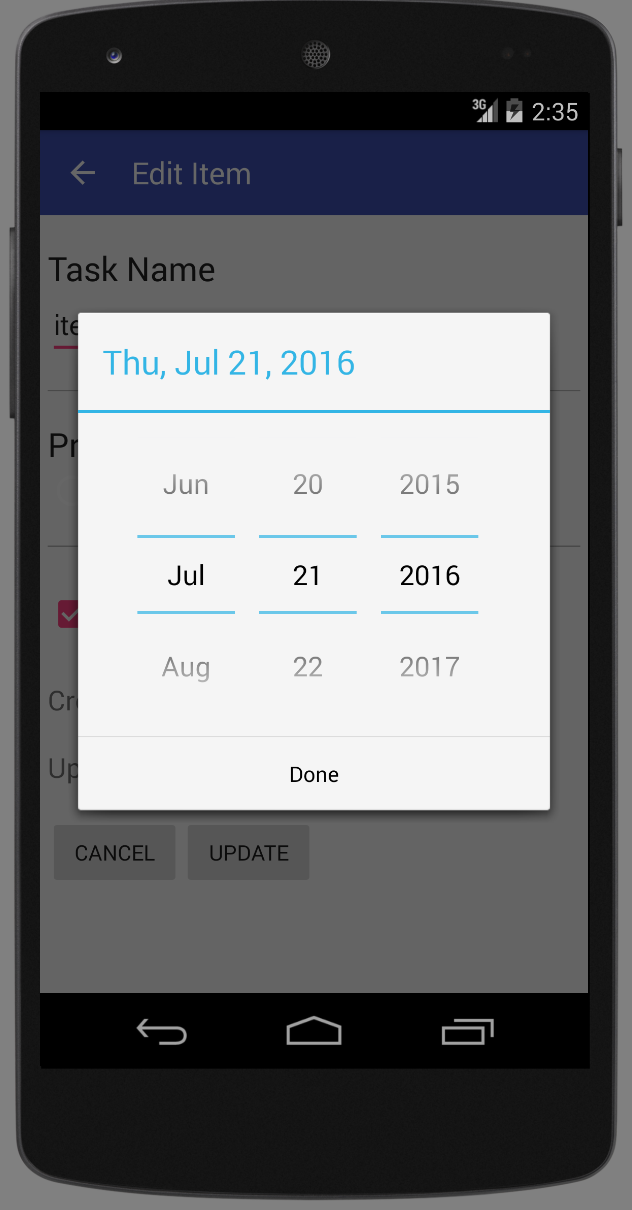 3G 2:35
Edit Item
Task Name
ite
Thu, Jul 21, 2016
Pr
Jun 20 2015
Jul 21 2016
Aug 22 2017
Cre
Up
Done
CANCEL UPDATE